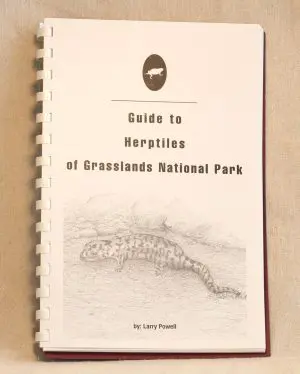 Guide to
Herptiles
of Grasslands National Park
by: Larry Powell